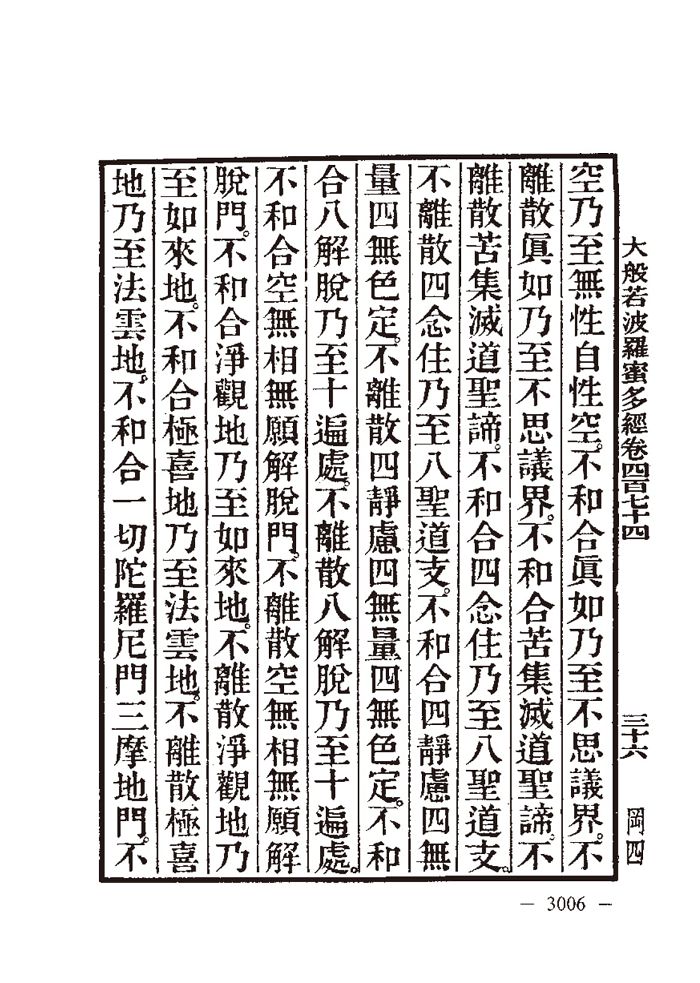 大般若波羅蜜多經卷四百七十四 三十六 岡四
空乃至無性自性空。不和合眞如乃至不思議界。不
離散眞如乃至不思議界。不和合苦集滅道聖諦。不
離散苦集滅道聖諦。不和合四念住乃至八聖道支。
不離散四念住乃至八聖道支。不和合四靜慮四無
量四無色定。不離散四靜慮四無量四無色定。不和
合八解脫乃至十遍處。不離散八解脫乃至十遍處。
不和合空無相無願解脫門。不離散空無相無願解
脫門。不和合淨觀地乃至如來地。不離散淨觀地乃
至如來地。不和合極喜地乃至法雲地。不離散極喜
地乃至法雲地。不和合一切陀羅尼門三摩地門。不
— 3006 —